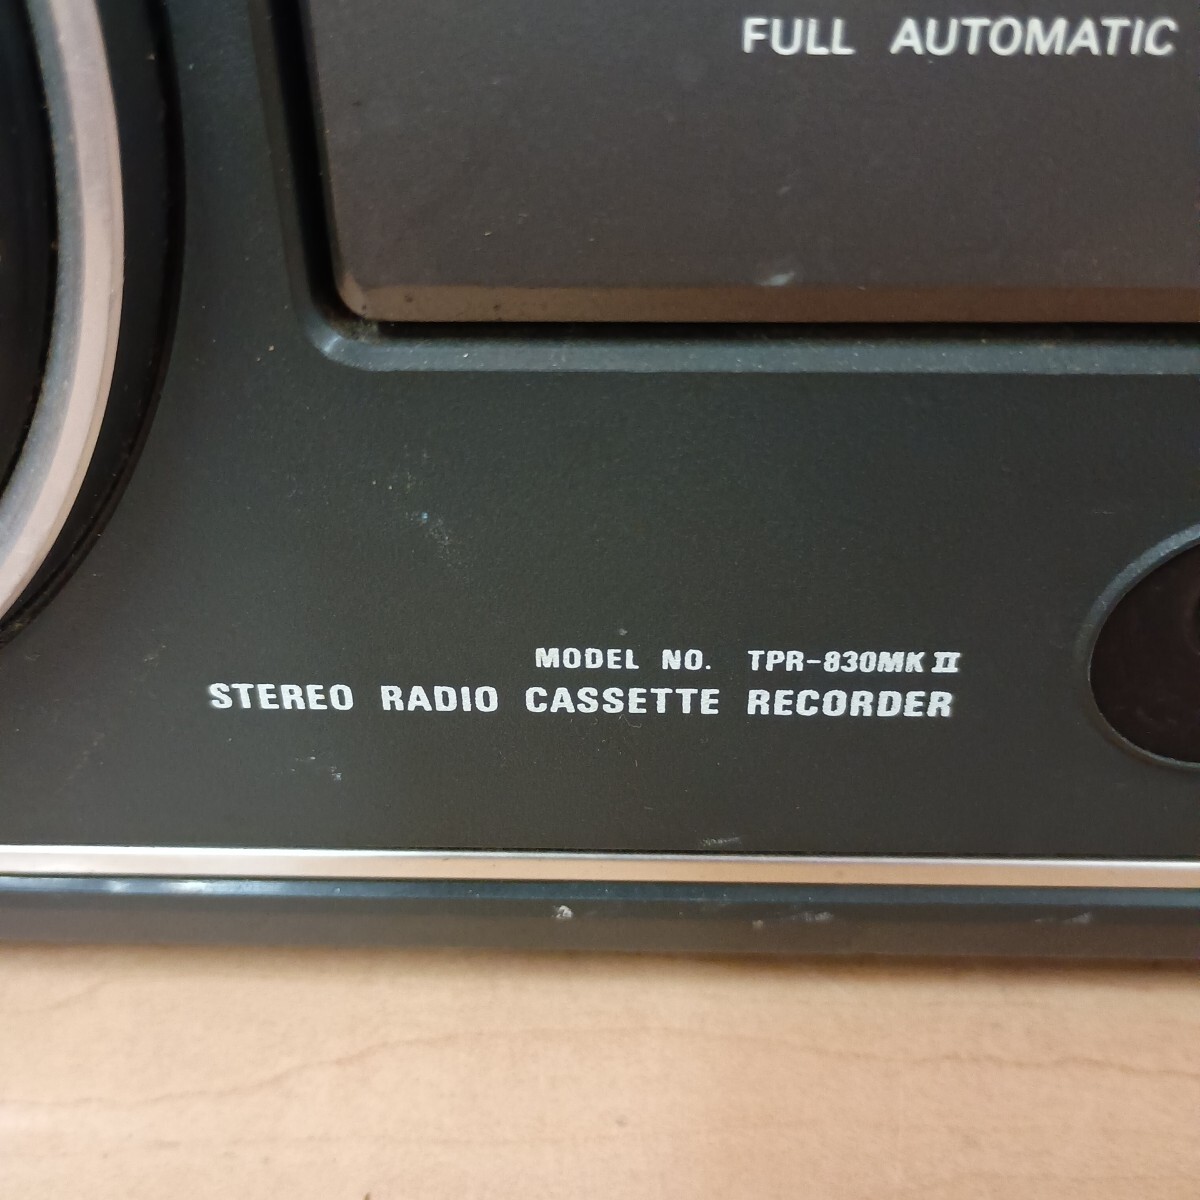 FULL AUTOMATIC
MODEL NO. TPR-830MK II
STEREO RADIO CASSETTE RECORDER